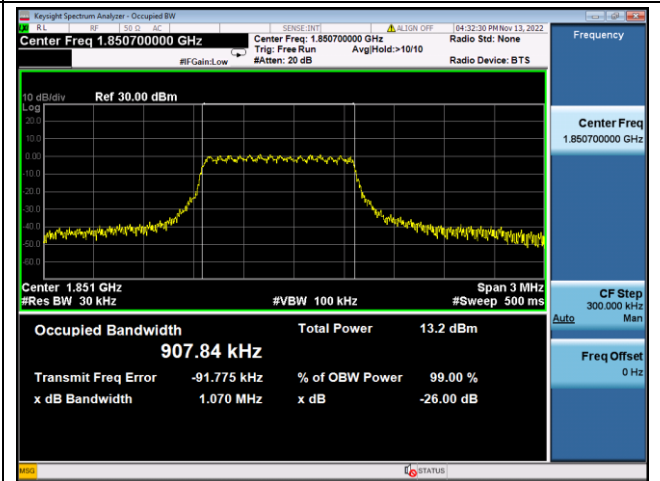 Keysight Spectrum Analyzer - Occupied BW
RL RF 50 Ω AC SENSE:INT ALIGN OFF 04:32:30 PM Nov 13, 2022
Center Freq 1.850700000 GHz Center Freq: 1.850700000 GHz Radio Std: None
Trig: Free Run Avg|Hold:>10/10
#IFGain:Low #Atten: 20 dB Radio Device: BTS
Frequency
10 dB/div Ref 30.00 dBm
Log
20.0
10.0
0.00
-10.0
-20.0
-30.0
-40.0
-50.0
-60.0
Center 1.851 GHz Span 3 MHz
#Res BW 30 kHz #VBW 100 kHz #Sweep 500 ms
Occupied Bandwidth Total Power 13.2 dBm
907.84 kHz
Transmit Freq Error -91.775 kHz % of OBW Power 99.00 %
x dB Bandwidth 1.070 MHz x dB -26.00 dB
Center Freq
1.850700000 GHz
CF Step
300.000 kHz
Auto Man
Freq Offset
0 Hz
MSG STATUS